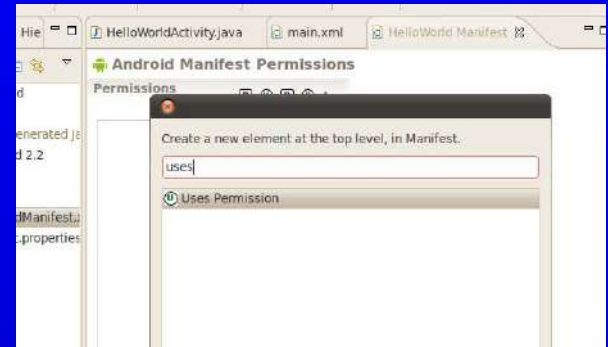 Hie
HelloWorldActivity.java
main.xml
HelloWorld Manifest
Android Manifest Permissions
Permissions
d
enerated Ja
d 2.2
dManifest.x
t.properties
Create a new element at the top level, in Manifest.
uses
U Uses Permission